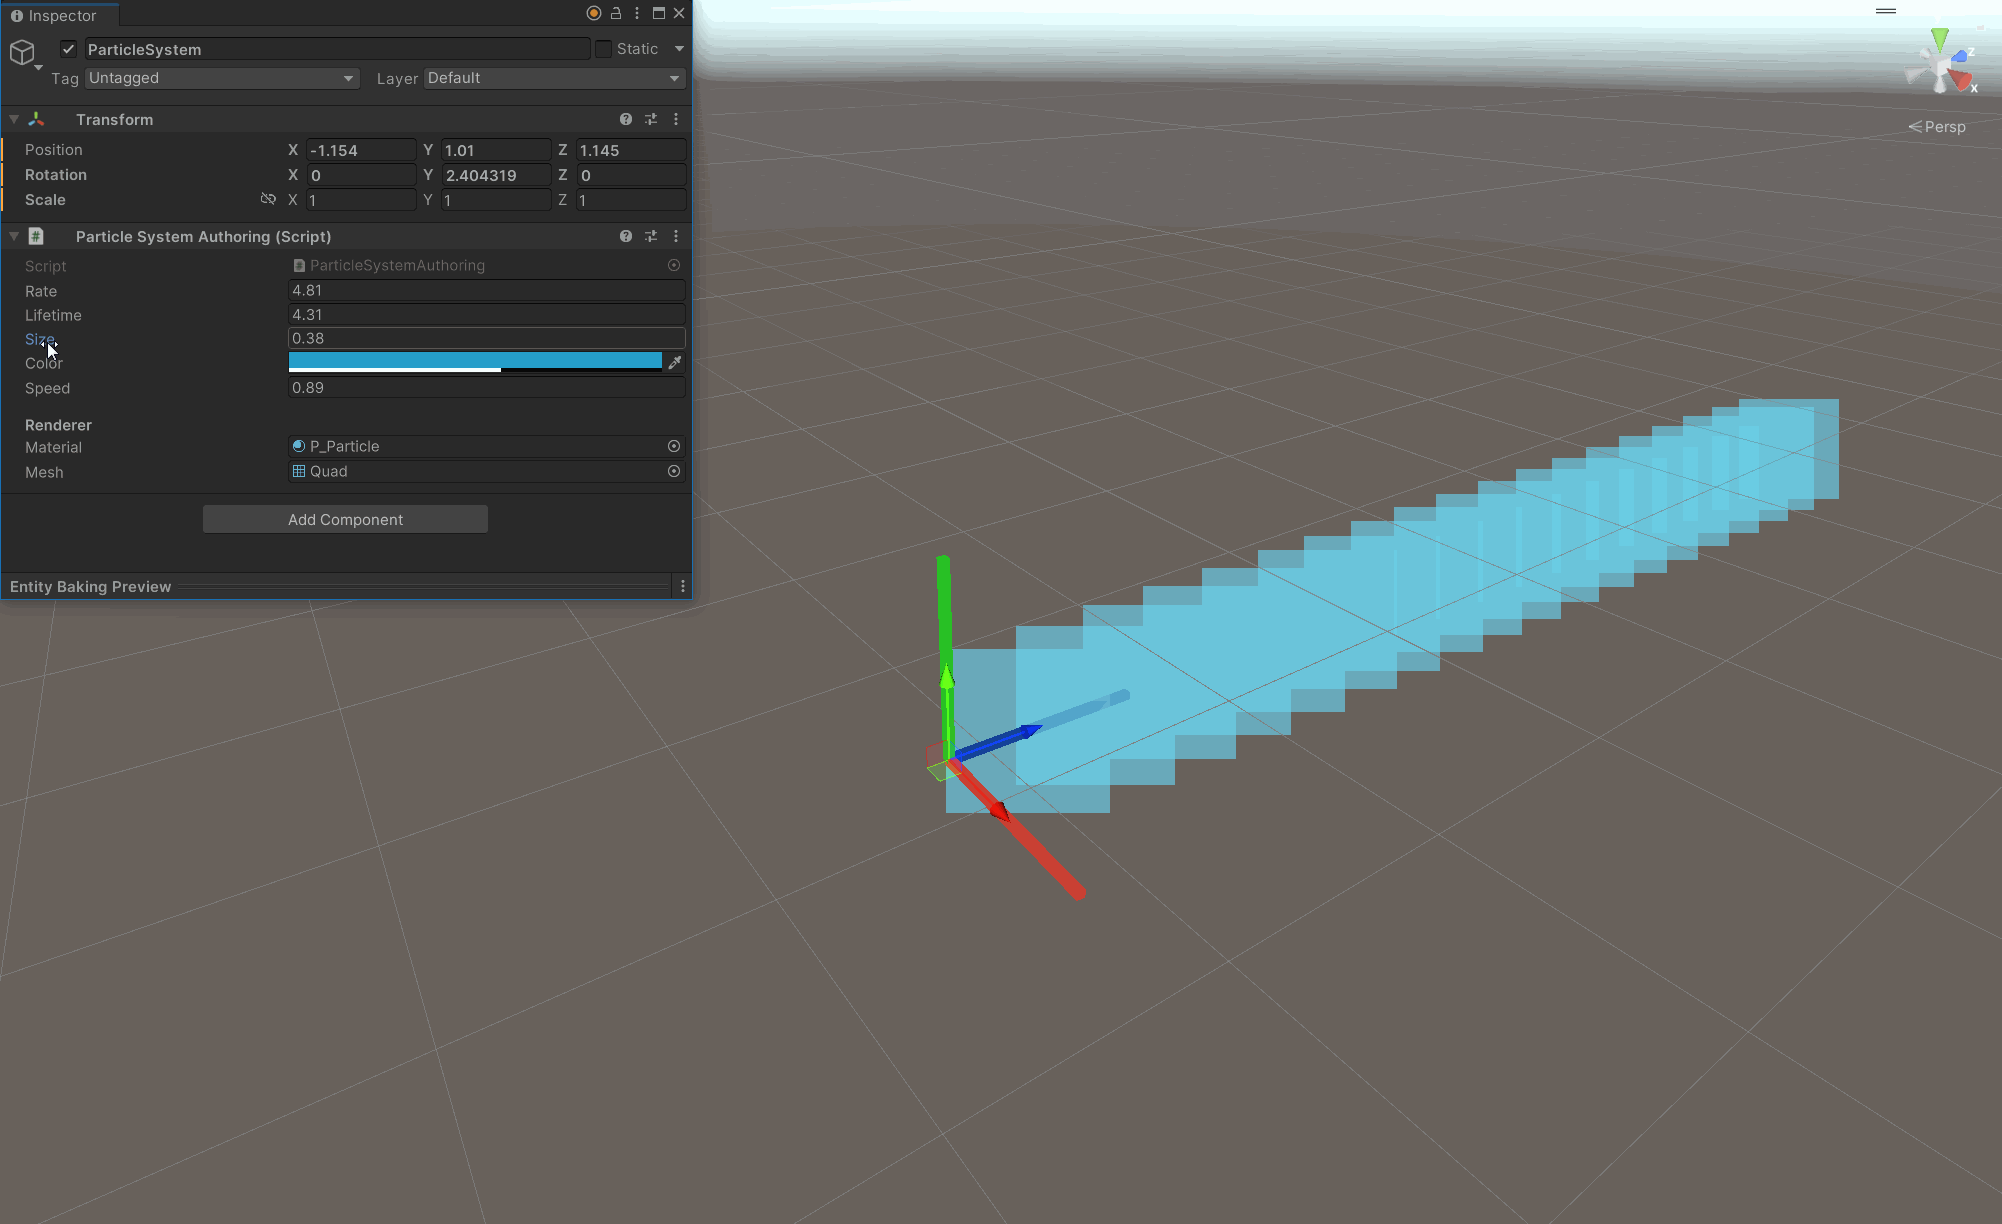 Inspector
ParticleSystem
Static
Tag Untagged Layer Default
Transform
Position X -1.154 Y 1.01 Z 1.145
Rotation X 0 Y 2.404319 Z 0
Scale X 1 Y 1 Z 1
# Particle System Authoring (Script)
Script # ParticleSystemAuthoring
Rate 4.81
Lifetime 4.31
Size 0.38
Color
Speed 0.89
Renderer
Material P_Particle
Mesh Quad
Add Component
Entity Baking Preview
z
x
Persp